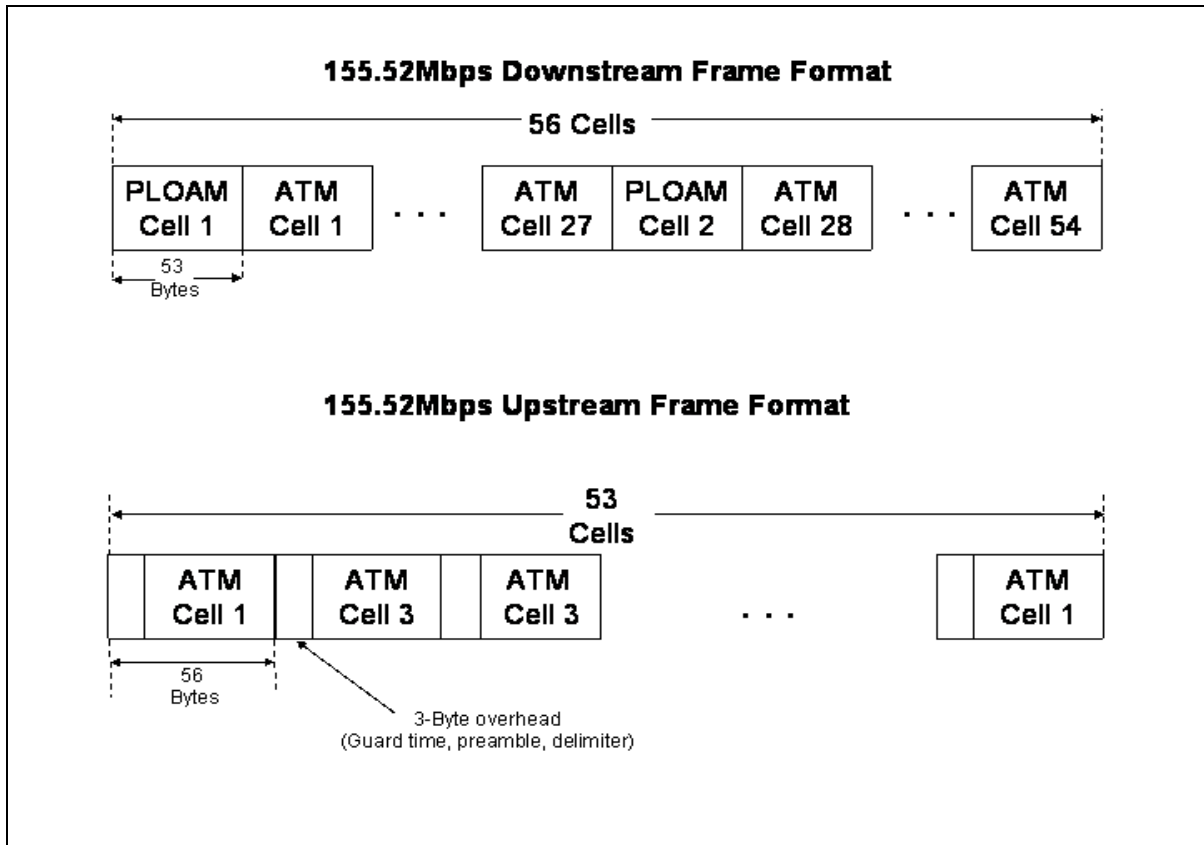 155.52Mbps Downstream Frame Format
56 Cells
PLOAM
Cell 1
ATM
Cell 1
. . .
ATM
Cell 27
PLOAM
Cell 2
ATM
Cell 28
. . .
ATM
Cell 54
53
Bytes
155.52Mbps Upstream Frame Format
53
Cells
ATM
Cell 1
ATM
Cell 3
ATM
Cell 3
. . .
ATM
Cell 1
56
Bytes
3-Byte overhead
(Guard time, preamble, delimiter)